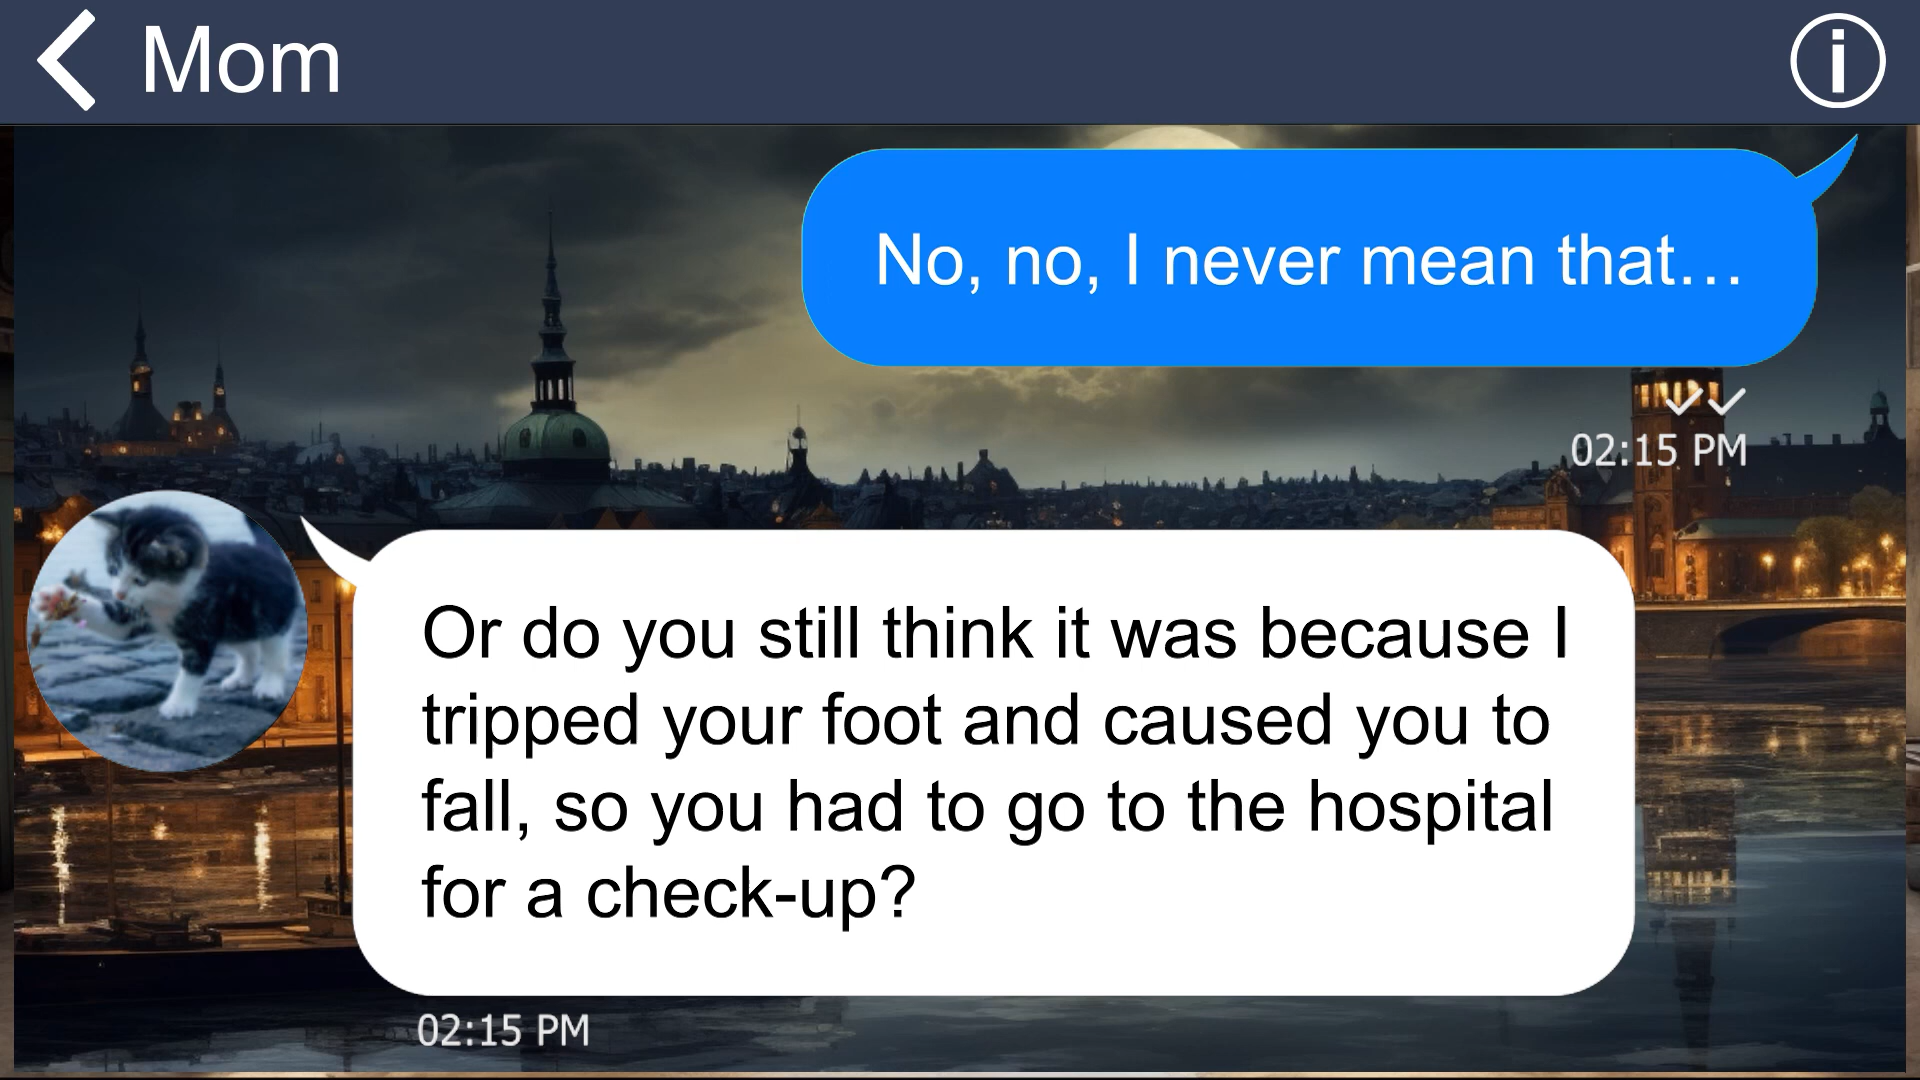 Mom
No, no, I never mean that…
02:15 PM
Or do you still think it was because I
tripped your foot and caused you to
fall, so you had to go to the hospital
for a check-up?
02:15 PM